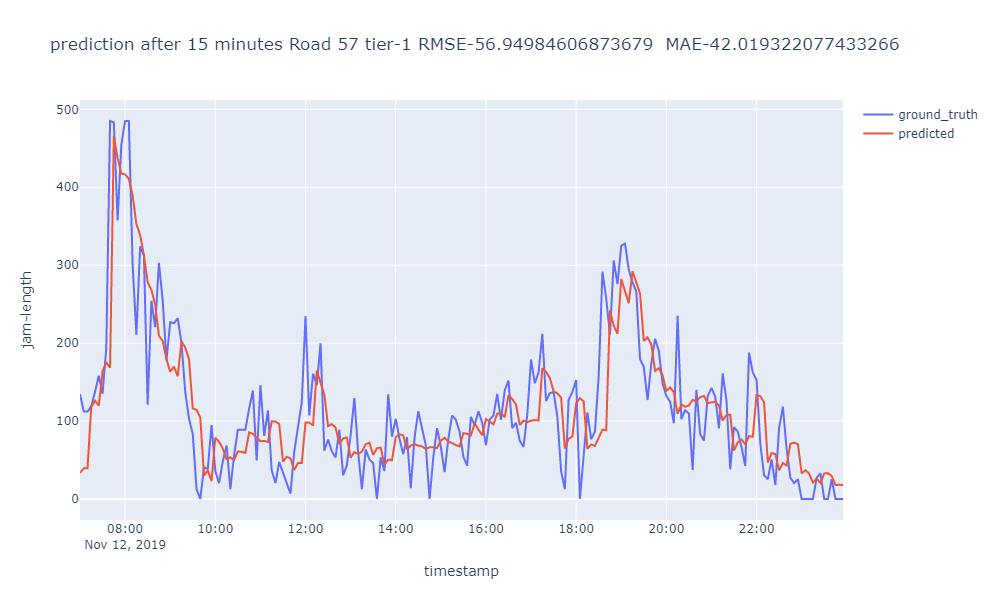 prediction after 15 minutes Road 57 tier-1 RMSE-56.94984606873679  MAE-42.019322077433266
ground_truth
predicted
jam-length
500
400
300
200
100
0
08:00 10:00 12:00 14:00 16:00 18:00 20:00 22:00
Nov 12, 2019
timestamp